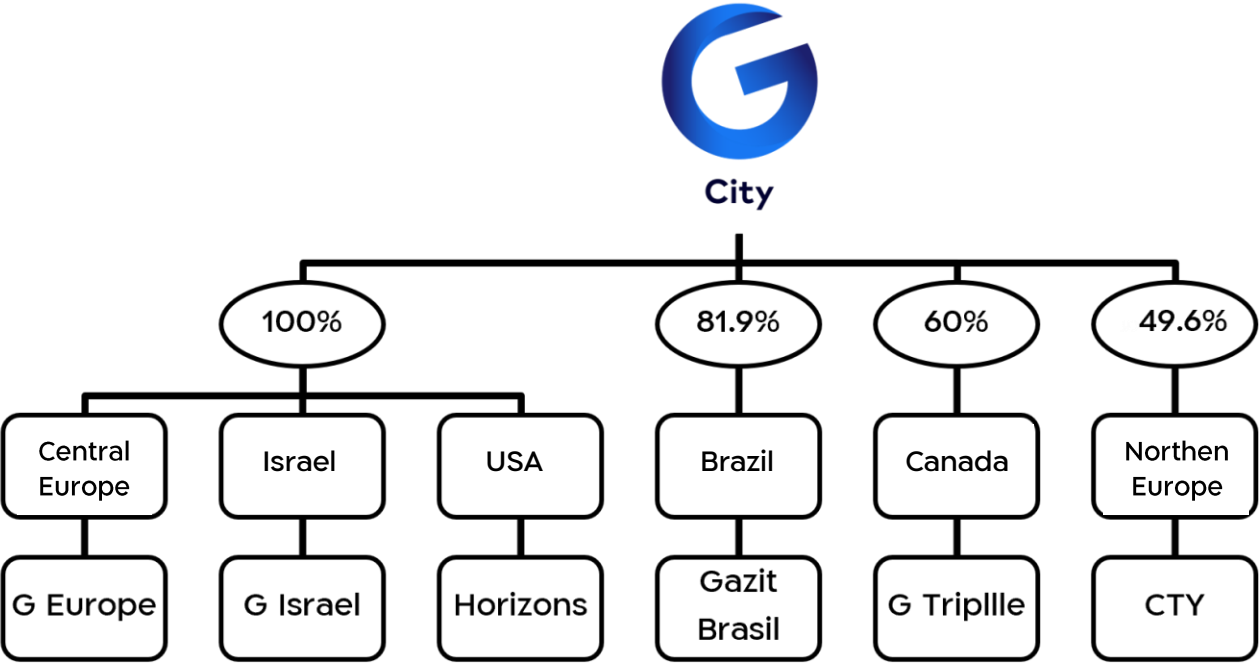 City
100%
81.9%
60%
49.6%
Central
Europe
Israel
USA
Brazil
Canada
Northen
Europe
G Europe
G Israel
Horizons
Gazit
Brasil
G Tripllle
CTY